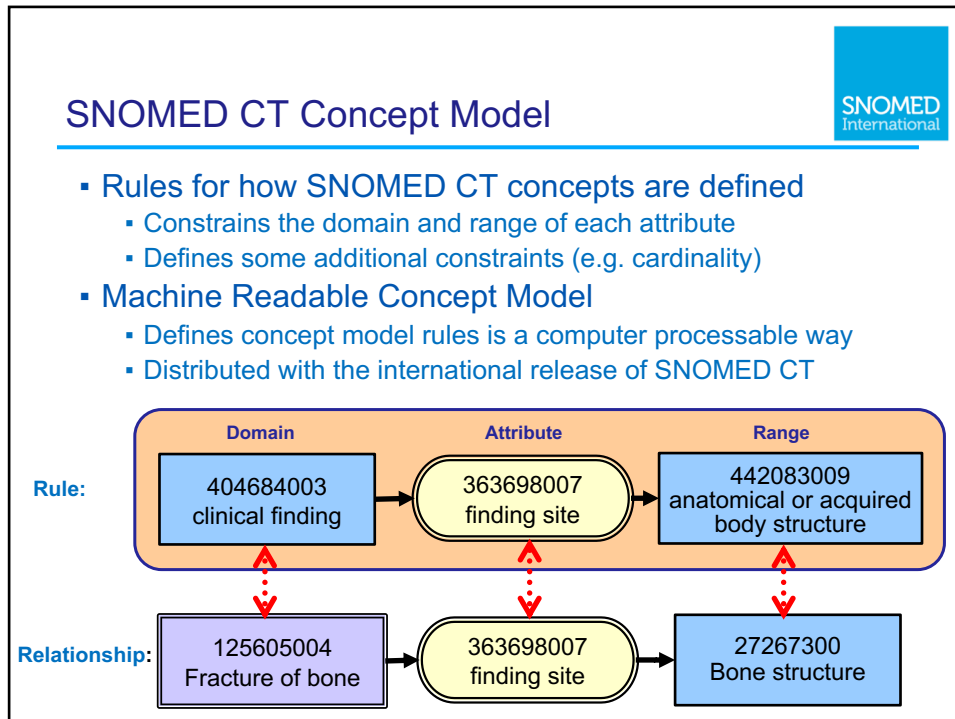 SNOMED
International
SNOMED CT Concept Model
▪ Rules for how SNOMED CT concepts are defined
▪ Constrains the domain and range of each attribute
▪ Defines some additional constraints (e.g. cardinality)
▪ Machine Readable Concept Model
▪ Defines concept model rules is a computer processable way
▪ Distributed with the international release of SNOMED CT
Domain
Attribute
Range
Rule:
404684003
clinical finding
363698007
finding site
442083009
anatomical or acquired
body structure
Relationship:
125605004
Fracture of bone
363698007
finding site
27267300
Bone structure